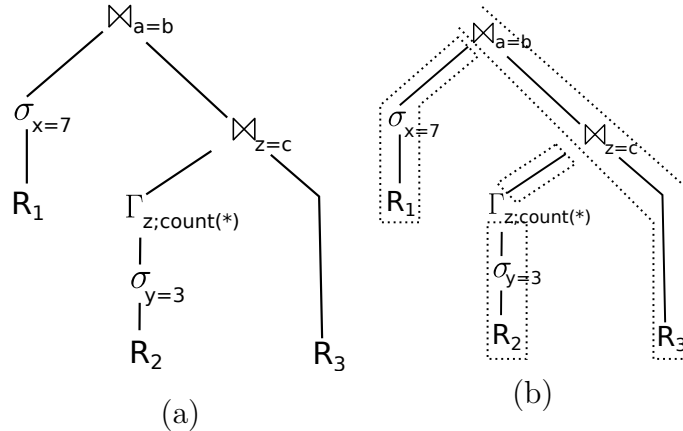 ⋈a=b
σx=7
⋈z=c
R1
Γz;count(*)
σy=3
R2
R3
(a)
⋈a=b
σx=7
⋈z=c
R1
Γz;count(*)
σy=3
R2
R3
(b)